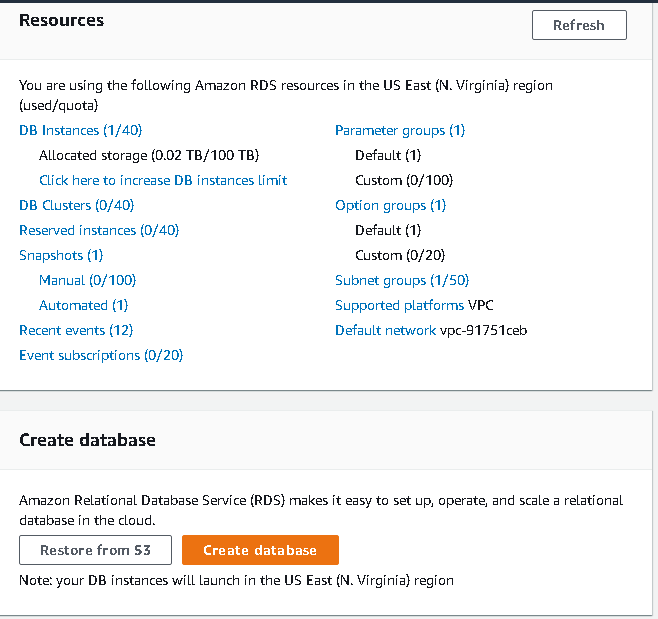 Resources
Refresh
You are using the following Amazon RDS resources in the US East (N. Virginia) region
(used/quota)
DB Instances (1/40)
Allocated storage (0.02 TB/100 TB)
Click here to increase DB instances limit
DB Clusters (0/40)
Reserved instances (0/40)
Snapshots (1)
Manual (0/100)
Automated (1)
Recent events (12)
Event subscriptions (0/20)
Parameter groups (1)
Default (1)
Custom (0/100)
Option groups (1)
Default (1)
Custom (0/20)
Subnet groups (1/50)
Supported platforms VPC
Default network vpc-91751ceb
Create database
Amazon Relational Database Service (RDS) makes it easy to set up, operate, and scale a relational
database in the cloud.
Restore from S3
Create database
Note: your DB instances will launch in the US East (N. Virginia) region